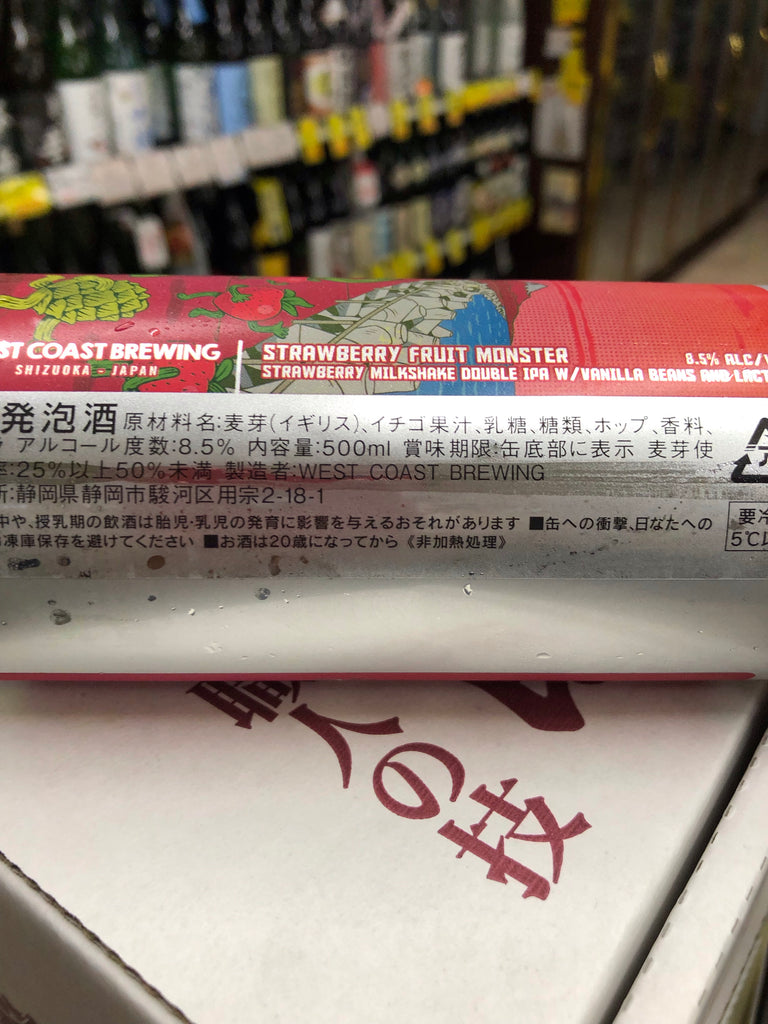 ST COAST BREWING
SHIZUOKA - JAPAN
STRAWBERRY FRUIT MONSTER
STRAWBERRY MILKSHAKE DOUBLE IPA W/VANILLA BEANS AND LACT
8.5% ALC/V
発泡酒 原材料名:麦芽(イギリス)、イチゴ果汁、乳糖、糖類、ホップ、香料、
アルコール度数:8.5% 内容量:500ml 賞味期限:缶底部に表示 麦芽使
:25%以上50%未満 製造者:WEST COAST BREWING
:静岡県静岡市駿河区用宗2-18-1
中や、授乳期の飲酒は胎児・乳児の発育に影響を与えるおそれがあります ■缶への衝撃、日なたへの
凍庫保存を避けてください ■お酒は20歳になってから 《非加熱処理》
要冷
5℃以
職人の技